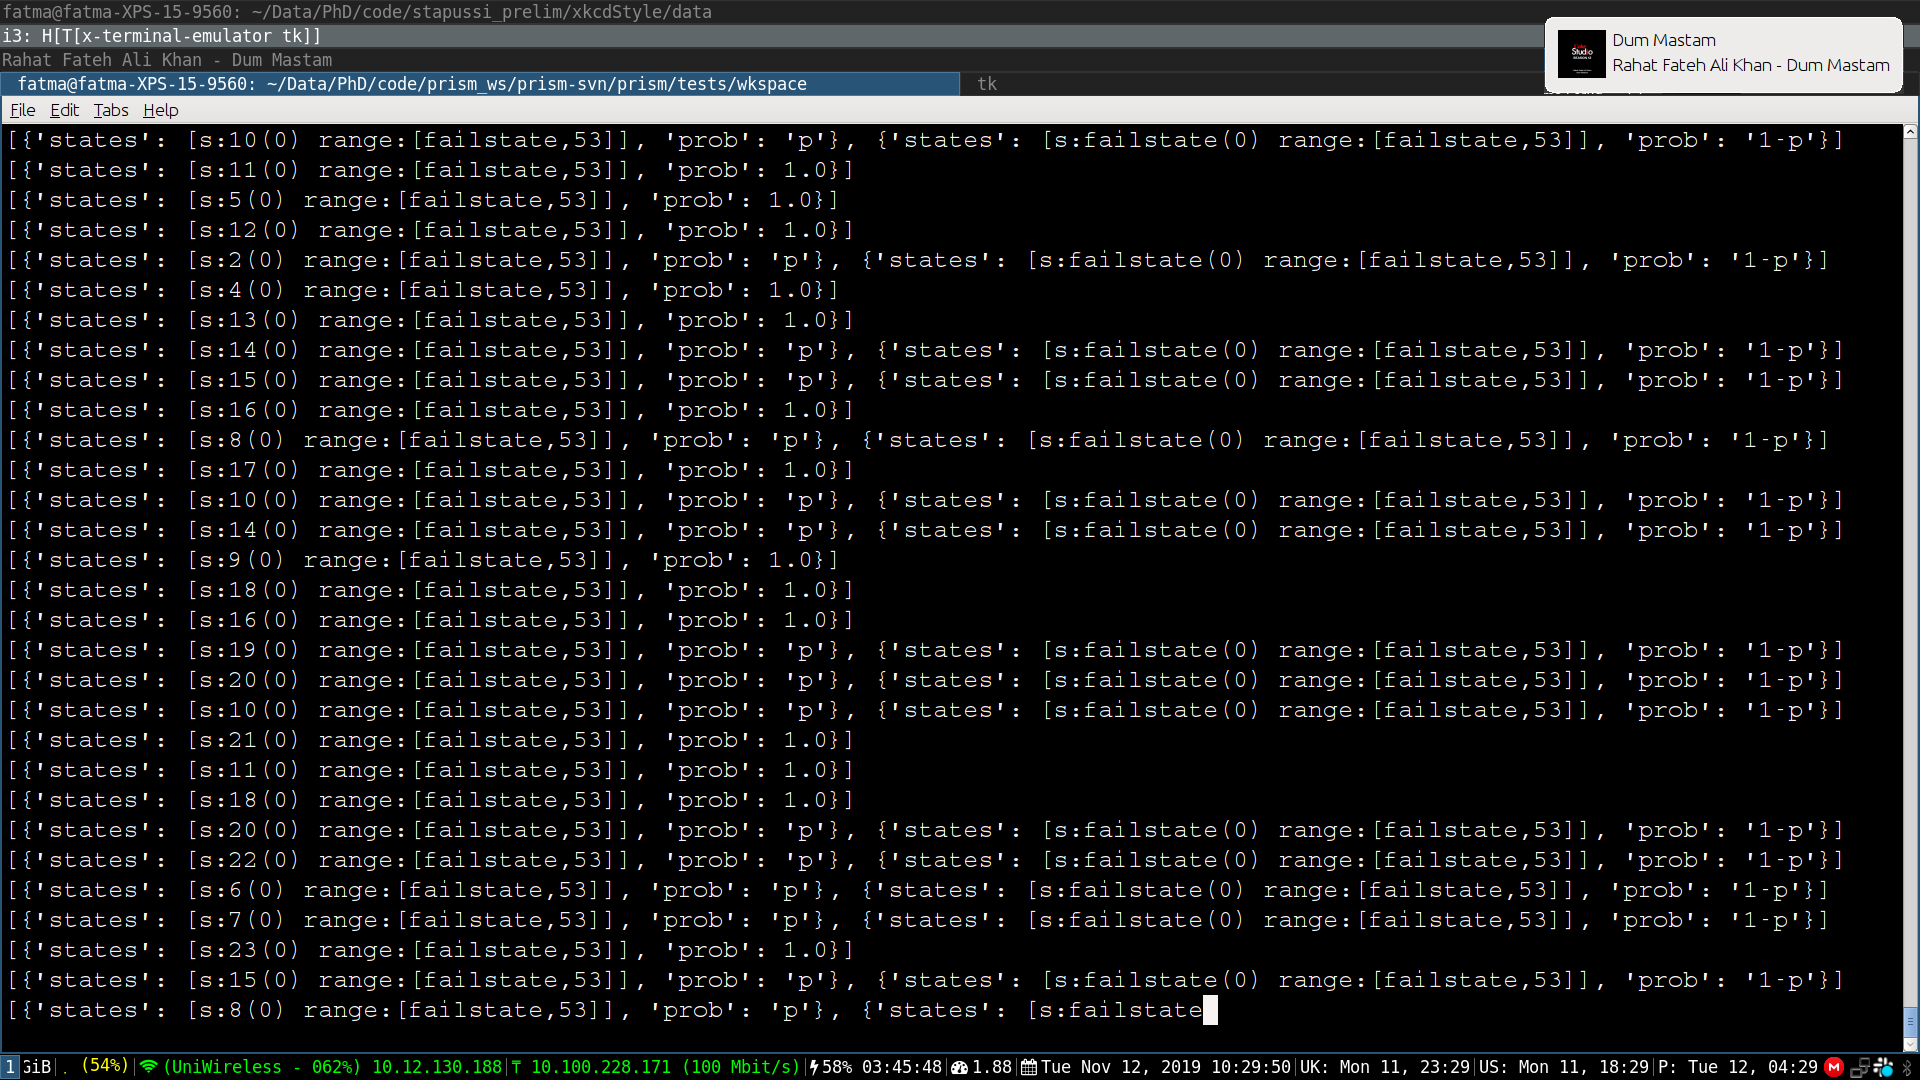 fatma@fatma-XPS-15-9560: ~/Data/PhD/code/stapussi_prelim/xkcdStyle/data
i3: H[T[x-terminal-emulator tk]]
Rahat Fateh Ali Khan - Dum Mastam
fatma@fatma-XPS-15-9560: ~/Data/PhD/code/prism_ws/prism-svn/prism/tests/wkspace tk
Dum Mastam
Rahat Fateh Ali Khan - Dum Mastam
File Edit Tabs Help
[{'states': [s:10(0) range:[failstate,53]], 'prob': 'p'}, {'states': [s:failstate(0) range:[failstate,53]], 'prob': '1-p'}]
[{'states': [s:11(0) range:[failstate,53]], 'prob': 1.0}]
[{'states': [s:5(0) range:[failstate,53]], 'prob': 1.0}]
[{'states': [s:12(0) range:[failstate,53]], 'prob': 1.0}]
[{'states': [s:2(0) range:[failstate,53]], 'prob': 'p'}, {'states': [s:failstate(0) range:[failstate,53]], 'prob': '1-p'}]
[{'states': [s:4(0) range:[failstate,53]], 'prob': 1.0}]
[{'states': [s:13(0) range:[failstate,53]], 'prob': 1.0}]
[{'states': [s:14(0) range:[failstate,53]], 'prob': 'p'}, {'states': [s:failstate(0) range:[failstate,53]], 'prob': '1-p'}]
[{'states': [s:15(0) range:[failstate,53]], 'prob': 'p'}, {'states': [s:failstate(0) range:[failstate,53]], 'prob': '1-p'}]
[{'states': [s:16(0) range:[failstate,53]], 'prob': 1.0}]
[{'states': [s:8(0) range:[failstate,53]], 'prob': 'p'}, {'states': [s:failstate(0) range:[failstate,53]], 'prob': '1-p'}]
[{'states': [s:17(0) range:[failstate,53]], 'prob': 1.0}]
[{'states': [s:10(0) range:[failstate,53]], 'prob': 'p'}, {'states': [s:failstate(0) range:[failstate,53]], 'prob': '1-p'}]
[{'states': [s:14(0) range:[failstate,53]], 'prob': 'p'}, {'states': [s:failstate(0) range:[failstate,53]], 'prob': '1-p'}]
[{'states': [s:9(0) range:[failstate,53]], 'prob': 1.0}]
[{'states': [s:18(0) range:[failstate,53]], 'prob': 1.0}]
[{'states': [s:16(0) range:[failstate,53]], 'prob': 1.0}]
[{'states': [s:19(0) range:[failstate,53]], 'prob': 'p'}, {'states': [s:failstate(0) range:[failstate,53]], 'prob': '1-p'}]
[{'states': [s:20(0) range:[failstate,53]], 'prob': 'p'}, {'states': [s:failstate(0) range:[failstate,53]], 'prob': '1-p'}]
[{'states': [s:10(0) range:[failstate,53]], 'prob': 'p'}, {'states': [s:failstate(0) range:[failstate,53]], 'prob': '1-p'}]
[{'states': [s:21(0) range:[failstate,53]], 'prob': 1.0}]
[{'states': [s:11(0) range:[failstate,53]], 'prob': 1.0}]
[{'states': [s:18(0) range:[failstate,53]], 'prob': 1.0}]
[{'states': [s:20(0) range:[failstate,53]], 'prob': 'p'}, {'states': [s:failstate(0) range:[failstate,53]], 'prob': '1-p'}]
[{'states': [s:22(0) range:[failstate,53]], 'prob': 'p'}, {'states': [s:failstate(0) range:[failstate,53]], 'prob': '1-p'}]
[{'states': [s:6(0) range:[failstate,53]], 'prob': 'p'}, {'states': [s:failstate(0) range:[failstate,53]], 'prob': '1-p'}]
[{'states': [s:7(0) range:[failstate,53]], 'prob': 'p'}, {'states': [s:failstate(0) range:[failstate,53]], 'prob': '1-p'}]
[{'states': [s:23(0) range:[failstate,53]], 'prob': 1.0}]
[{'states': [s:15(0) range:[failstate,53]], 'prob': 'p'}, {'states': [s:failstate(0) range:[failstate,53]], 'prob': '1-p'}]
[{'states': [s:8(0) range:[failstate,53]], 'prob': 'p'}, {'states': [s:failstate
1 GiB|. (54%)|(UniWireless - 062%) 10.12.130.188|10.100.228.171 (100 Mbit/s)|58% 03:45:48|1.88|Tue Nov 12, 2019 10:29:50|UK: Mon 11, 23:29|US: Mon 11, 18:29|P: Tue 12, 04:29